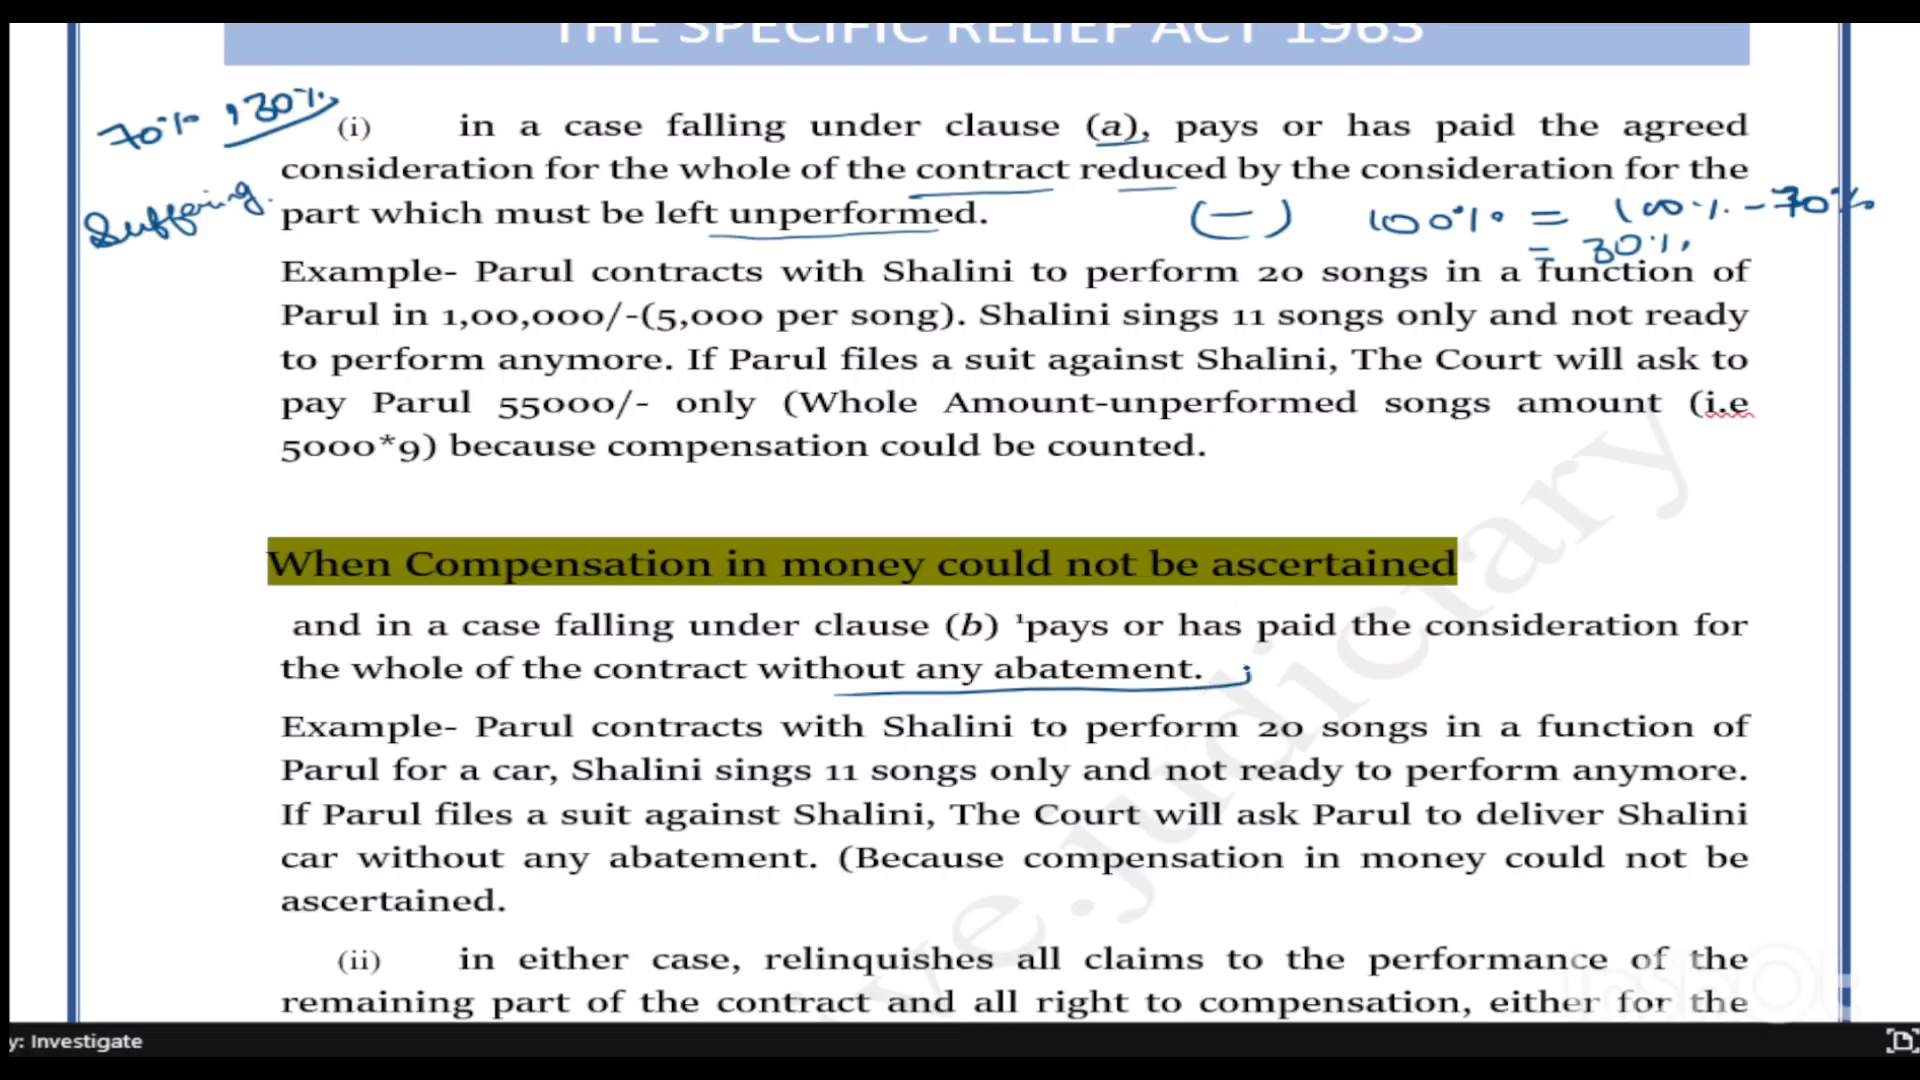 THE SPECIFIC RELIEF ACT 1963
70% , 30%
(i) in a case falling under clause (a), pays or has paid the agreed
consideration for the whole of the contract reduced by the consideration for the
Suffering.
part which must be left unperformed.
(-) 100% = 100% - 70%
= 30%
Example- Parul contracts with Shalini to perform 20 songs in a function of
Parul in 1,00,000/-(5,000 per song). Shalini sings 11 songs only and not ready
to perform anymore. If Parul files a suit against Shalini, The Court will ask to
pay Parul 55000/- only (Whole Amount-unperformed songs amount (i.e
5000*9) because compensation could be counted.
When Compensation in money could not be ascertained
and in a case falling under clause (b) ¹pays or has paid the consideration for
the whole of the contract without any abatement.
Example- Parul contracts with Shalini to perform 20 songs in a function of
Parul for a car, Shalini sings 11 songs only and not ready to perform anymore.
If Parul files a suit against Shalini, The Court will ask Parul to deliver Shalini
car without any abatement. (Because compensation in money could not be
ascertained.
(ii) in either case, relinquishes all claims to the performance of the
remaining part of the contract and all right to compensation, either for the
ve.judiciary
y: Investigate